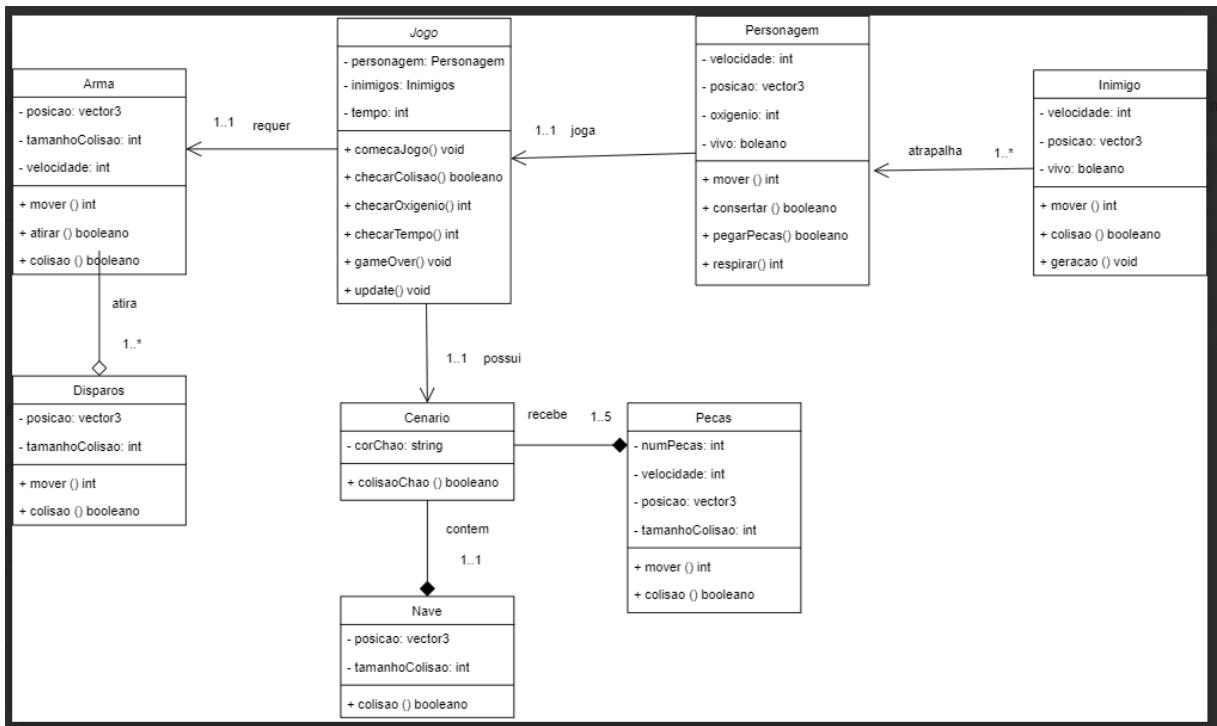 Jogo
- personagem: Personagem
- inimigos: Inimigos
- tempo: int
+ comecaJogo() void
+ checarColisao() booleano
+ checarOxigenio() int
+ checarTempo() int
+ gameOver() void
+ update() void
Personagem
- velocidade: int
- posicao: vector3
- oxigenio: int
- vivo: boleano
+ mover () int
+ consertar () booleano
+ pegarPecas() booleano
+ respirar() int
Arma
- posicao: vector3
- tamanhoColisao: int
- velocidade: int
+ mover () int
+ atirar () booleano
+ colisao () booleano
Inimigo
- velocidade: int
- posicao: vector3
- vivo: boleano
+ mover () int
+ colisao () booleano
+ geracao () void
1..1 requer
1..1 joga
atrapalha 1..*
atira
1..*
1..1 possui
Disparos
- posicao: vector3
- tamanhoColisao: int
+ mover () int
+ colisao () booleano
Cenario
- corChao: string
+ colisaoChao () booleano
recebe 1..5
Pecas
- numPecas: int
- velocidade: int
- posicao: vector3
- tamanhoColisao: int
+ mover () int
+ colisao () booleano
contem
1..1
Nave
- posicao: vector3
- tamanhoColisao: int
+ colisao () booleano